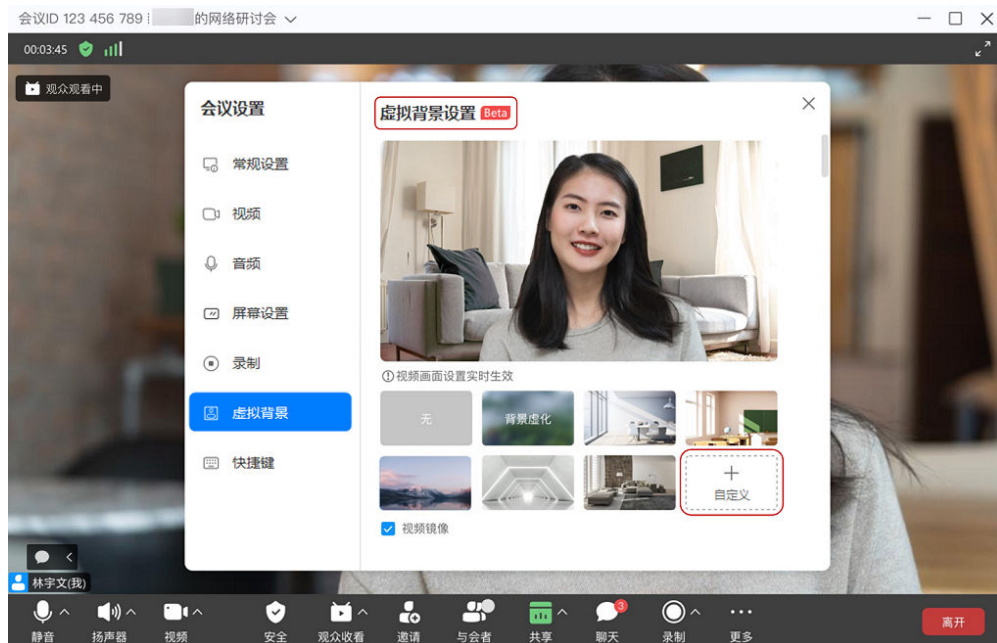 会议ID 123 456 789 的网络研讨会
00:03:45
观众观看中
会议设置
常规设置
视频
音频
屏幕设置
录制
虚拟背景
快捷键
虚拟背景设置 Beta
视频画面设置实时生效
无
背景虚化
自定义
视频镜像
林宇文(我)
静音
扬声器
视频
安全
观众收看
邀请
与会者
共享
3
聊天
录制
更多
离开